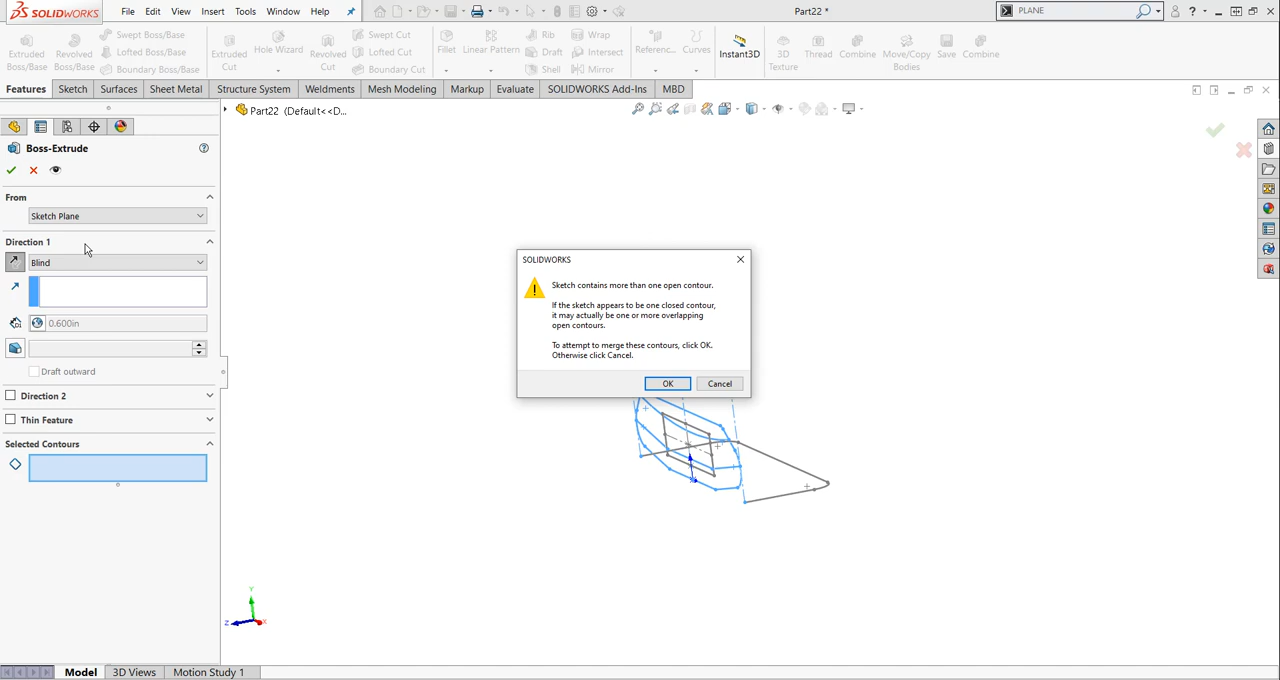 SOLIDWORKS File Edit View Insert Tools Window Help Part22 * PLANE
Extruded Boss/Base
Revolved Boss/Base
Swept Boss/Base
Lofted Boss/Base
Boundary Boss/Base
Extruded Cut
Hole Wizard
Revolved Cut
Swept Cut
Lofted Cut
Boundary Cut
Fillet
Linear Pattern
Rib
Draft
Shell
Wrap
Intersect
Mirror
Referenc...
Curves
Instant3D
3D Texture
Thread
Combine
Move/Copy Bodies
Save
Combine
Features Sketch Surfaces Sheet Metal Structure System Weldments Mesh Modeling Markup Evaluate SOLIDWORKS Add-Ins MBD
Part22 (Default<<D...
Boss-Extrude
From
Sketch Plane
Direction 1
Blind
0.600in
Draft outward
Direction 2
Thin Feature
Selected Contours
SOLIDWORKS
Sketch contains more than one open contour.
If the sketch appears to be one closed contour,
it may actually be one or more overlapping
open contours.
To attempt to merge these contours, click OK.
Otherwise click Cancel.
OK Cancel
Y
Z X
Model 3D Views Motion Study 1